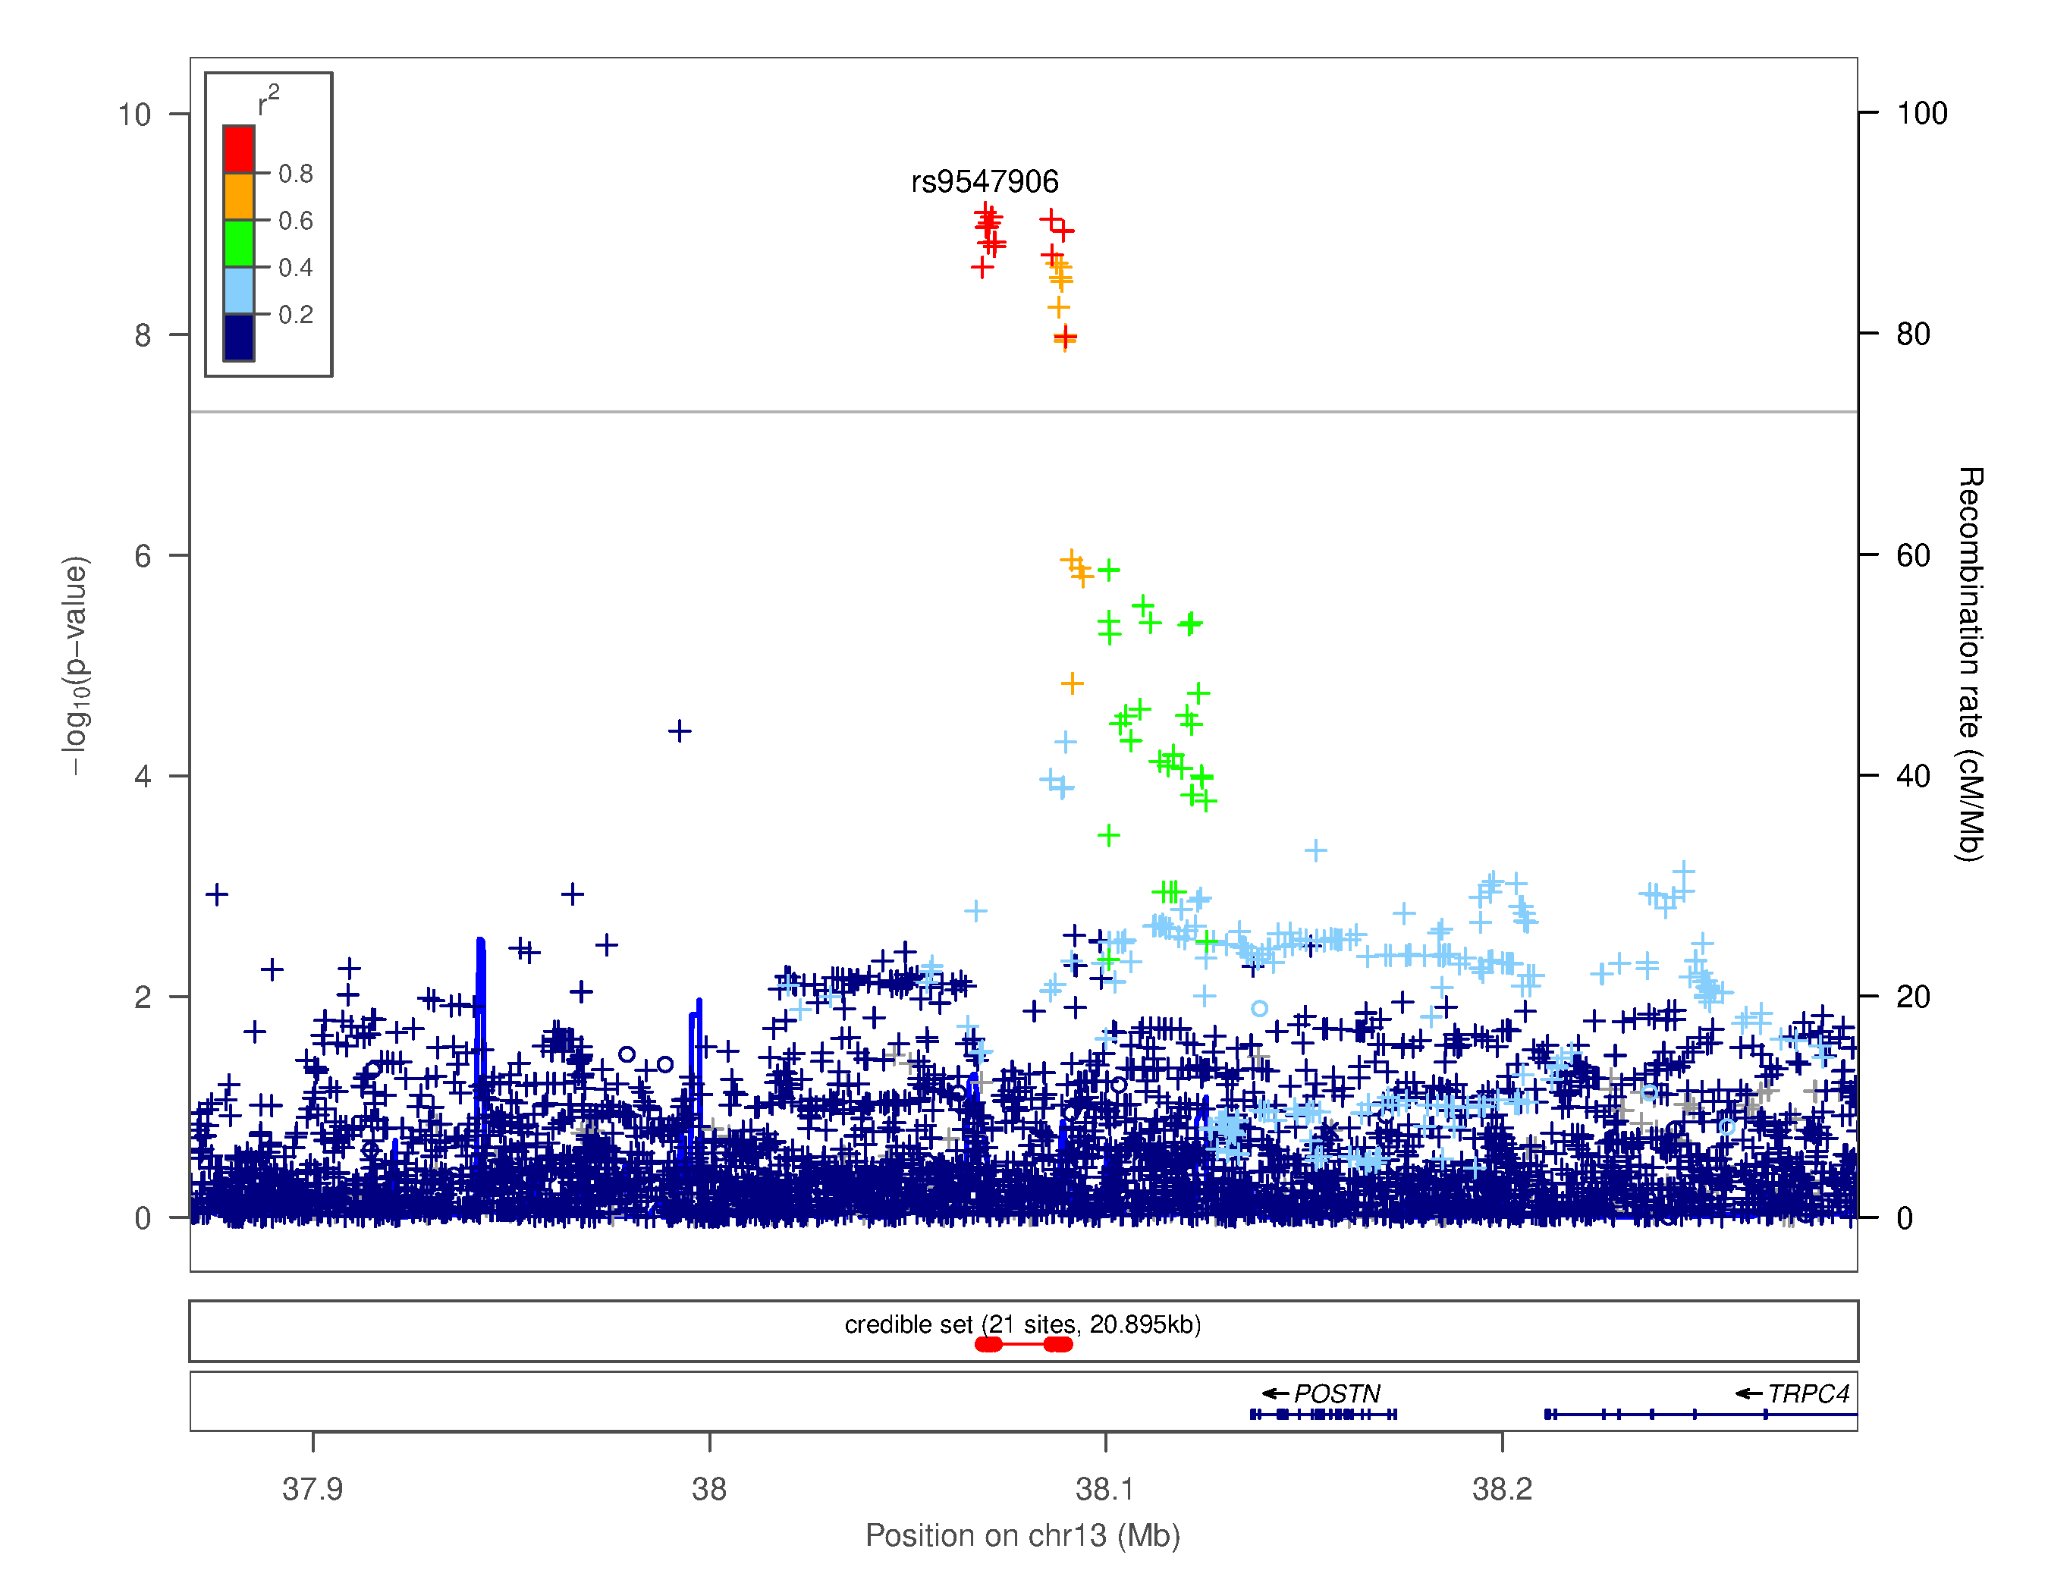 r2
0.8
0.6
0.4
0.2
rs9547906
10
8
6
4
2
0
−log10(p−value)
100
80
60
40
20
0
Recombination rate (cM/Mb)
credible set (21 sites, 20.895kb)
←POSTN
←TRPC4
37.9
38
38.1
38.2
Position on chr13 (Mb)